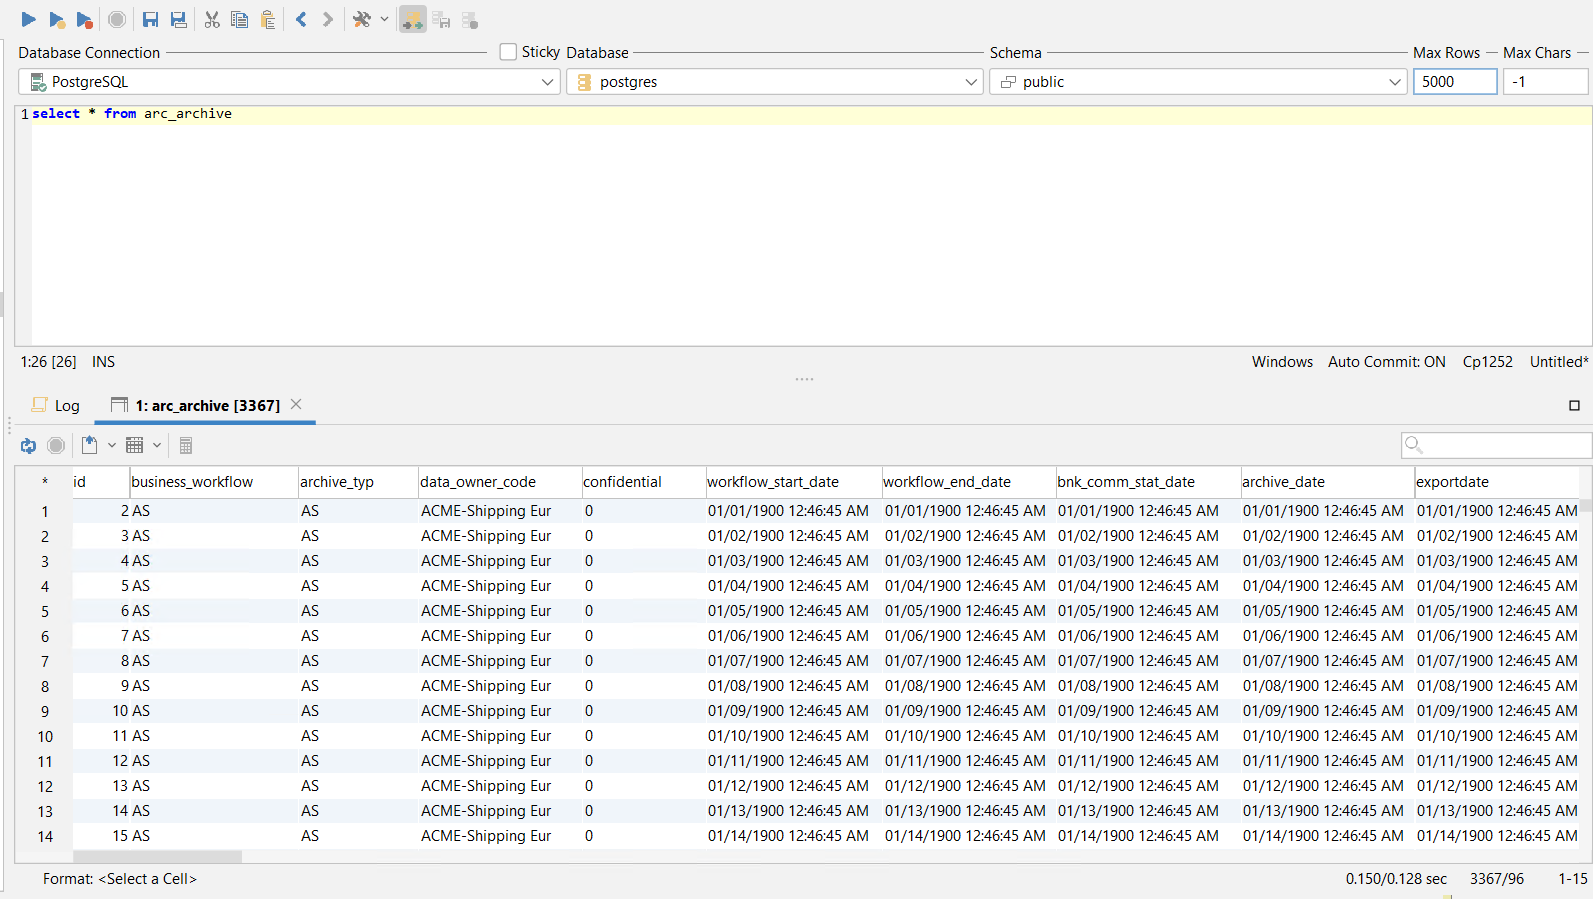 Database Connection Sticky Database Schema Max Rows Max Chars
PostgreSQL postgres public 5000 -1
1 select * from arc_archive
1:26 [26] INS Windows Auto Commit: ON Cp1252 Untitled*
Log 1: arc_archive [3367]
* id business_workflow archive_typ data_owner_code confidential workflow_start_date workflow_end_date bnk_comm_stat_date archive_date exportdate
1 2 AS AS ACME-Shipping Eur 0 01/01/1900 12:46:45 AM 01/01/1900 12:46:45 AM 01/01/1900 12:46:45 AM 01/01/1900 12:46:45 AM 01/01/1900 12:46:45 AM
2 3 AS AS ACME-Shipping Eur 0 01/02/1900 12:46:45 AM 01/02/1900 12:46:45 AM 01/02/1900 12:46:45 AM 01/02/1900 12:46:45 AM 01/02/1900 12:46:45 AM
3 4 AS AS ACME-Shipping Eur 0 01/03/1900 12:46:45 AM 01/03/1900 12:46:45 AM 01/03/1900 12:46:45 AM 01/03/1900 12:46:45 AM 01/03/1900 12:46:45 AM
4 5 AS AS ACME-Shipping Eur 0 01/04/1900 12:46:45 AM 01/04/1900 12:46:45 AM 01/04/1900 12:46:45 AM 01/04/1900 12:46:45 AM 01/04/1900 12:46:45 AM
5 6 AS AS ACME-Shipping Eur 0 01/05/1900 12:46:45 AM 01/05/1900 12:46:45 AM 01/05/1900 12:46:45 AM 01/05/1900 12:46:45 AM 01/05/1900 12:46:45 AM
6 7 AS AS ACME-Shipping Eur 0 01/06/1900 12:46:45 AM 01/06/1900 12:46:45 AM 01/06/1900 12:46:45 AM 01/06/1900 12:46:45 AM 01/06/1900 12:46:45 AM
7 8 AS AS ACME-Shipping Eur 0 01/07/1900 12:46:45 AM 01/07/1900 12:46:45 AM 01/07/1900 12:46:45 AM 01/07/1900 12:46:45 AM 01/07/1900 12:46:45 AM
8 9 AS AS ACME-Shipping Eur 0 01/08/1900 12:46:45 AM 01/08/1900 12:46:45 AM 01/08/1900 12:46:45 AM 01/08/1900 12:46:45 AM 01/08/1900 12:46:45 AM
9 10 AS AS ACME-Shipping Eur 0 01/09/1900 12:46:45 AM 01/09/1900 12:46:45 AM 01/09/1900 12:46:45 AM 01/09/1900 12:46:45 AM 01/09/1900 12:46:45 AM
10 11 AS AS ACME-Shipping Eur 0 01/10/1900 12:46:45 AM 01/10/1900 12:46:45 AM 01/10/1900 12:46:45 AM 01/10/1900 12:46:45 AM 01/10/1900 12:46:45 AM
11 12 AS AS ACME-Shipping Eur 0 01/11/1900 12:46:45 AM 01/11/1900 12:46:45 AM 01/11/1900 12:46:45 AM 01/11/1900 12:46:45 AM 01/11/1900 12:46:45 AM
12 13 AS AS ACME-Shipping Eur 0 01/12/1900 12:46:45 AM 01/12/1900 12:46:45 AM 01/12/1900 12:46:45 AM 01/12/1900 12:46:45 AM 01/12/1900 12:46:45 AM
13 14 AS AS ACME-Shipping Eur 0 01/13/1900 12:46:45 AM 01/13/1900 12:46:45 AM 01/13/1900 12:46:45 AM 01/13/1900 12:46:45 AM 01/13/1900 12:46:45 AM
14 15 AS AS ACME-Shipping Eur 0 01/14/1900 12:46:45 AM 01/14/1900 12:46:45 AM 01/14/1900 12:46:45 AM 01/14/1900 12:46:45 AM 01/14/1900 12:46:45 AM
Format: <Select a Cell> 0.150/0.128 sec 3367/96 1-15